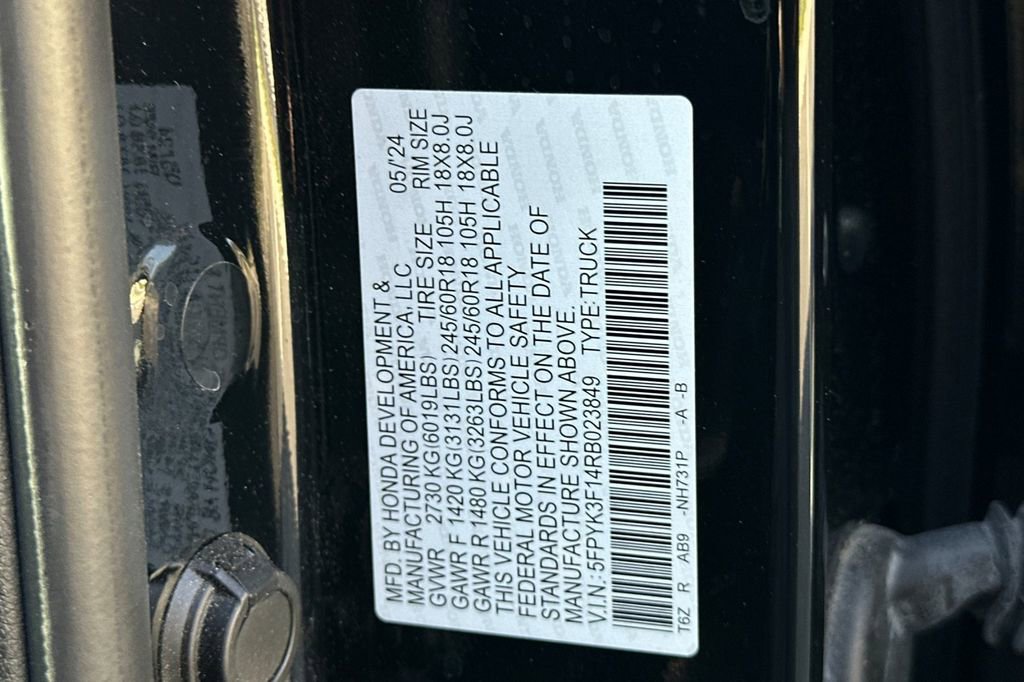 MFD. BY HONDA DEVELOPMENT &
MANUFACTURING OF AMERICA, LLC 05/'24
GVWR 2730 KG(6019LBS) TIRE SIZE RIM SIZE
GAWR F 1420 KG(3131LBS) 245/60R18 105H 18X8.0J
GAWR R 1480 KG(3263LBS) 245/60R18 105H 18X8.0J
THIS VEHICLE CONFORMS TO ALL APPLICABLE
FEDERAL MOTOR VEHICLE SAFETY
STANDARDS IN EFFECT ON THE DATE OF
MANUFACTURE SHOWN ABOVE.
V.I.N.: 5FPYK3F14RB023849 TYPE: TRUCK
T6Z R AB9 -NH731P -A -B